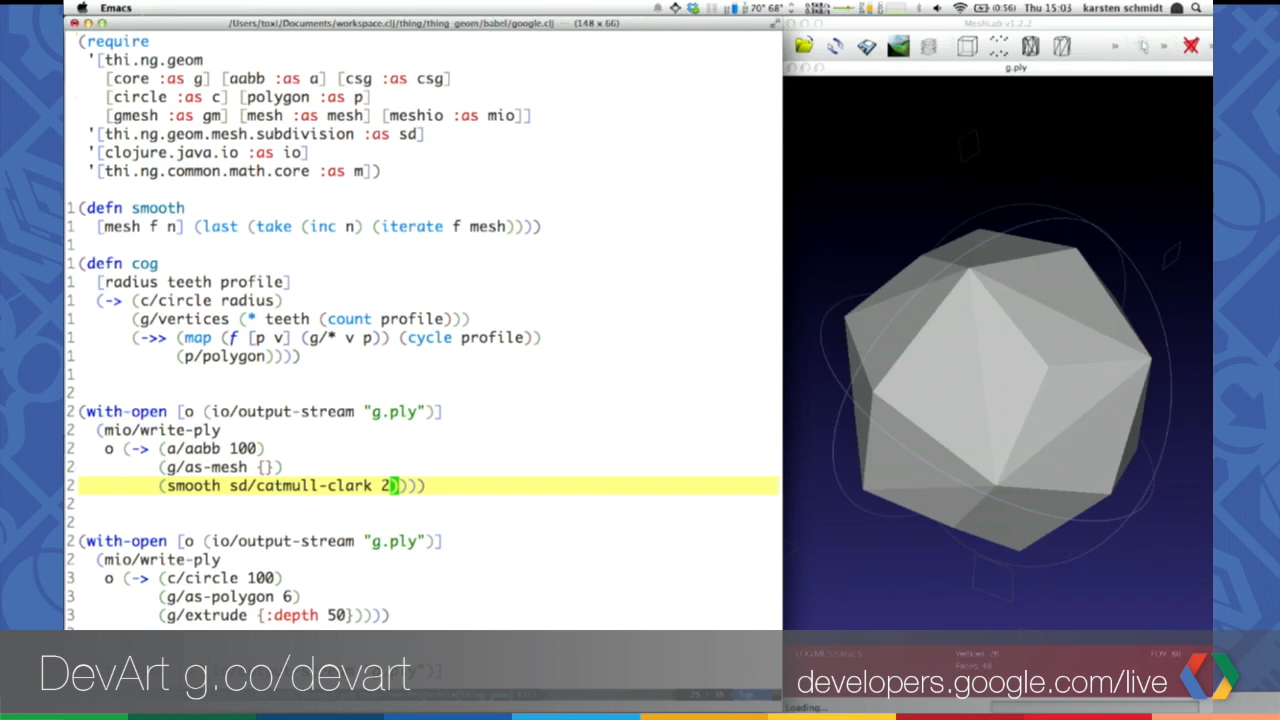 Emacs
70° 68°
(0:56) Thu 15:03 karsten schmidt
/Users/toxi/Documents/workspace.clj/thing/thing_geom/babel/google.clj — (148 × 66)
MeshLab v1.2.2
g.ply
(require
'[thi.ng.geom
[core :as g] [aabb :as a] [csg :as csg]
[circle :as c] [polygon :as p]
[gmesh :as gm] [mesh :as mesh] [meshio :as mio]]
'[thi.ng.geom.mesh.subdivision :as sd]
'[clojure.java.io :as io]
'[thi.ng.common.math.core :as m])
1(defn smooth
1 [mesh f n] (last (take (inc n) (iterate f mesh))))
1
1(defn cog
1 [radius teeth profile]
1 (-> (c/circle radius)
1 (g/vertices (* teeth (count profile)))
1 (->> (map (f [p v] (g/* v p)) (cycle profile))
1 (p/polygon))))
1
2
2(with-open [o (io/output-stream "g.ply")]
2 (mio/write-ply
2 o (-> (a/aabb 100)
2 (g/as-mesh {})
2 (smooth sd/catmull-clark 2))))
2
2
2(with-open [o (io/output-stream "g.ply")]
2 (mio/write-ply
3 o (-> (c/circle 100)
3 (g/as-polygon 6)
3 (g/extrude {:depth 50}))))
DevArt g.co/devart
LOG MESSAGES
Vertices 26
Faces 48
developers.google.com/live
Loading...